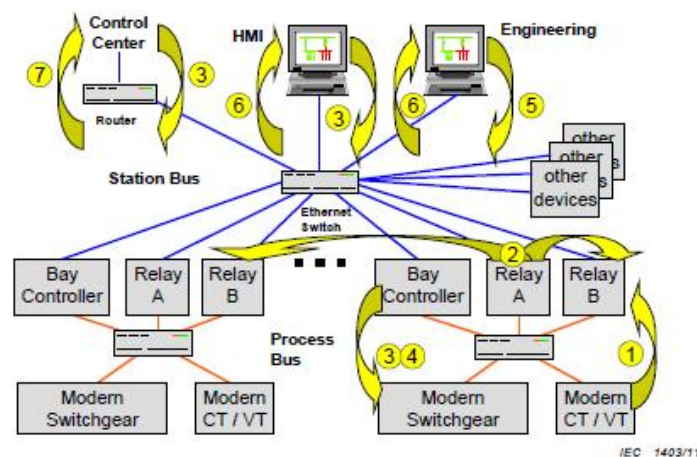 Control
Center
HMI
Engineering
7
3
6
3
6
5
Router
Station Bus
Ethernet
Switch
other
other
other
devices
2
Bay
Controller
Relay
A
Relay
B
Bay
Controller
Relay
A
Relay
B
Process
Bus
3 4
1
Modern
Switchgear
Modern
CT / VT
Modern
Switchgear
Modern
CT / VT
IEC 1403/11